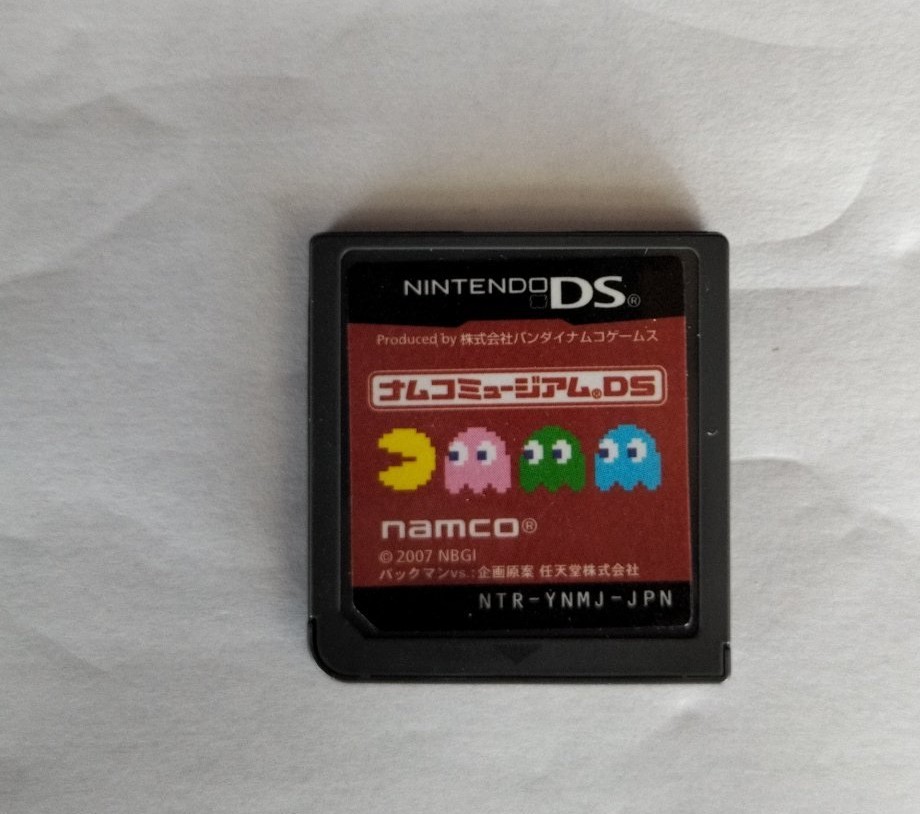 NINTENDO DS®
Produced by 株式会社バンダイナムコゲームス
ナムコミュージアム®DS
namco®
© 2007 NBGI
パックマンvs.:企画原案 任天堂株式会社
NTR-YNMJ-JPN